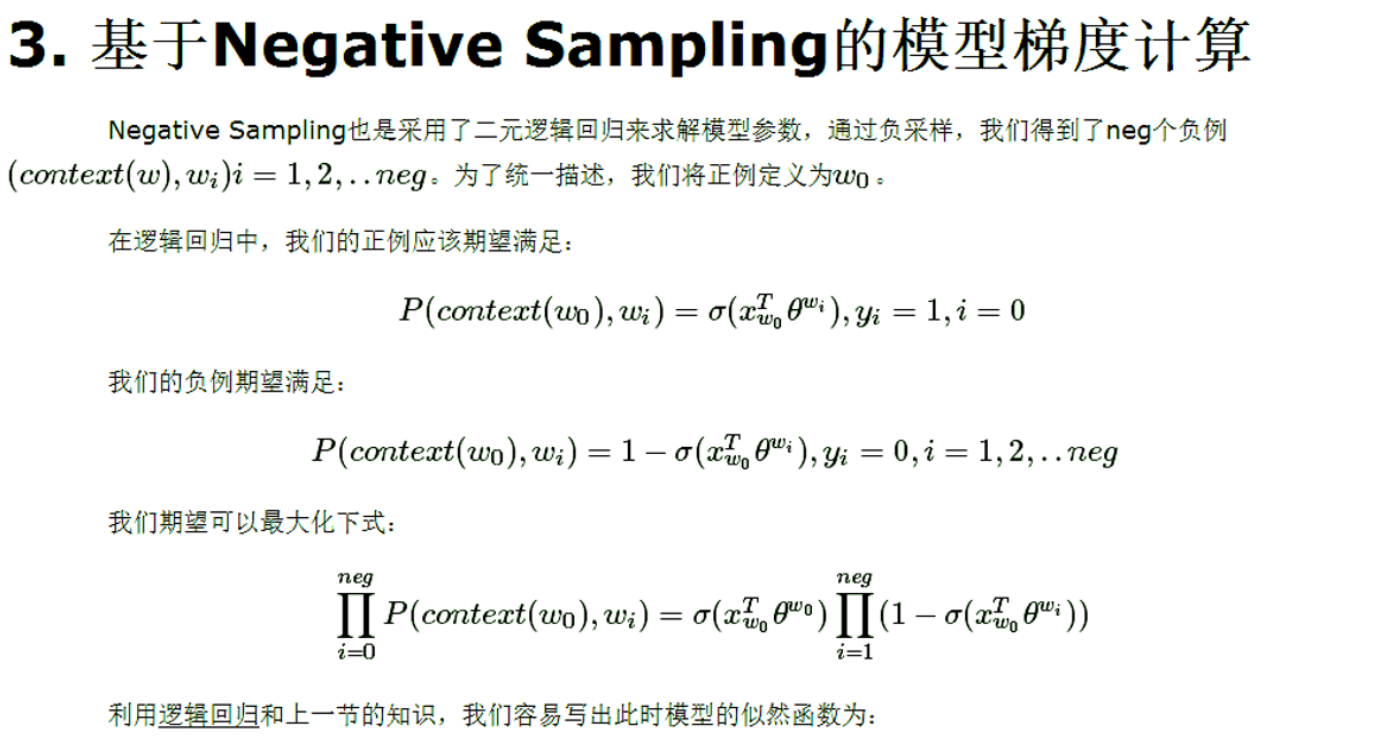 3. 基于Negative Sampling的模型梯度计算
Negative Sampling也是采用了二元逻辑回归来求解模型参数，通过负采样，我们得到了neg个负例
(context(w), w_i)i = 1, 2, ..neg。为了统一描述，我们将正例定义为w_0。
在逻辑回归中，我们的正例应该期望满足：
P(context(w_0), w_i) = σ(x_{w_0}^T θ^{w_i}), y_i = 1, i = 0
我们的负例期望满足：
P(context(w_0), w_i) = 1 − σ(x_{w_0}^T θ^{w_i}), y_i = 0, i = 1, 2, ..neg
我们期望可以最大化下式：
∏_{i=0}^{neg} P(context(w_0), w_i) = σ(x_{w_0}^T θ^{w_0}) ∏_{i=1}^{neg} (1 − σ(x_{w_0}^T θ^{w_i}))
利用逻辑回归和上一节的知识，我们容易写出此时模型的似然函数为：